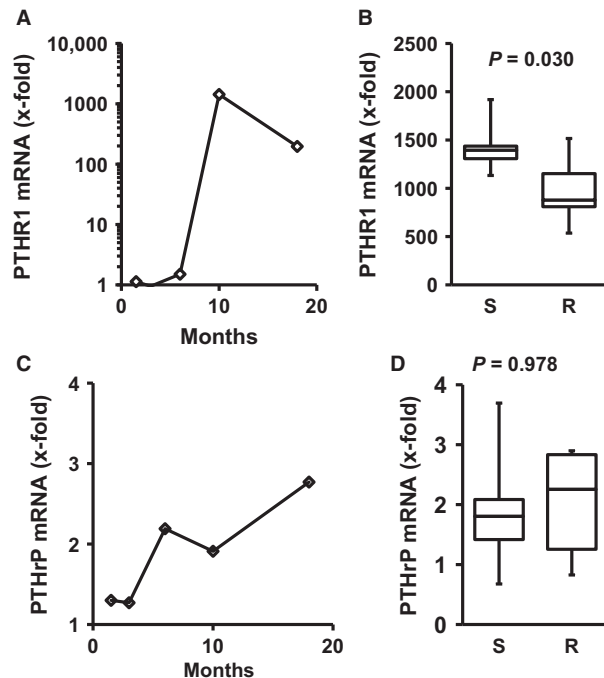 A
PTHR1 mRNA (x-fold)
10,000
1000
100
10
1
0
10
20
Months
B
P = 0.030
PTHR1 mRNA (x-fold)
2500
2000
1500
1000
500
0
S
R
C
PTHrP mRNA (x-fold)
4
3
2
1
0
10
20
Months
D
P = 0.978
PTHrP mRNA (x-fold)
4
3
2
1
0
S
R